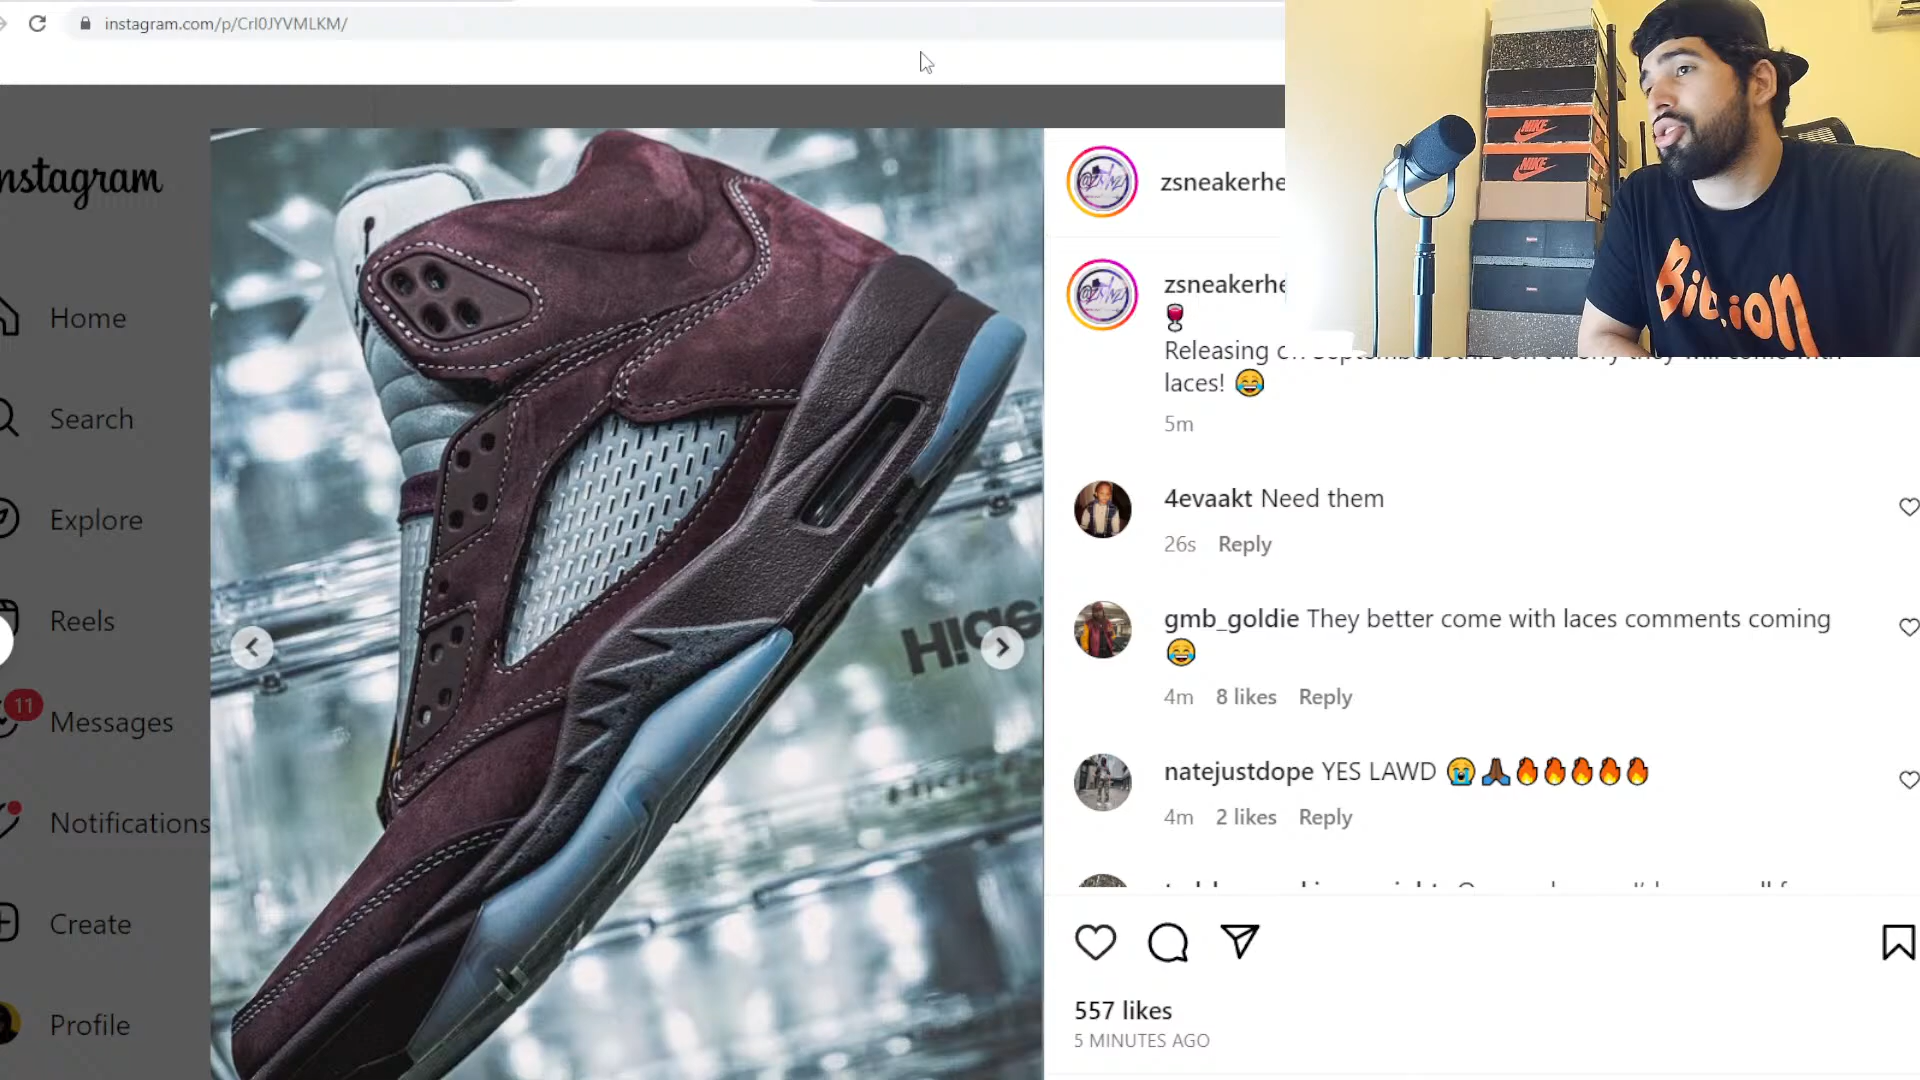 instagram.com/p/CrI0JYVMLKM/
nstagram
Home
Search
Explore
Reels
11
Messages
Notifications
Create
Profile
zsneakerhe
NIKE
NIKE
Billion
zsneakerhe
🍷
Releasing
laces! 😂
5m
4evaakt Need them
26s Reply
gmb_goldie They better come with laces comments coming
😂
4m 8 likes Reply
natejustdope YES LAWD 😭🙏🏾🔥🔥🔥🔥🔥
4m 2 likes Reply
557 likes
5 MINUTES AGO